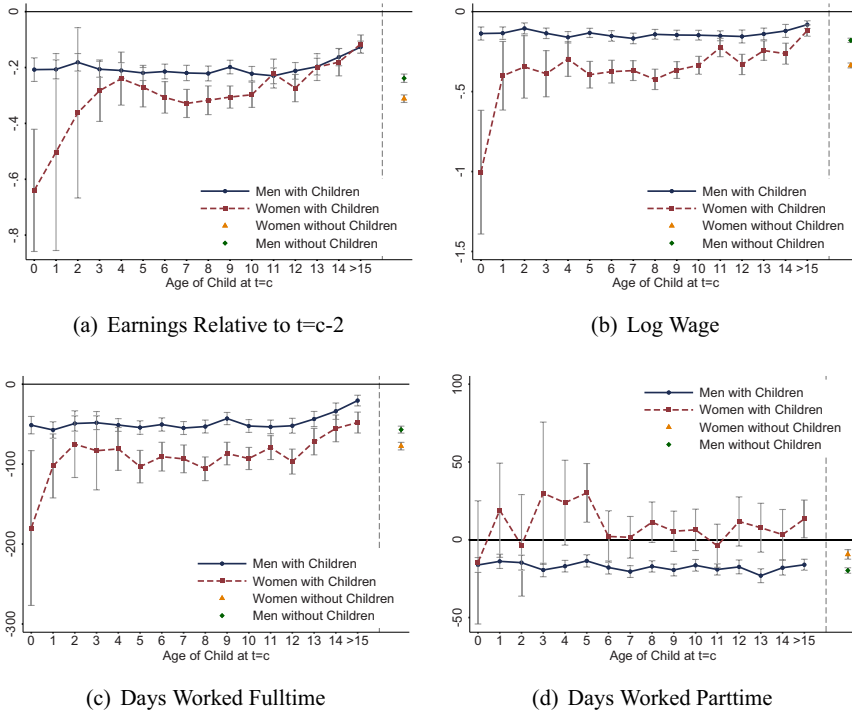 0
-.2
-.4
-.6
-.8
Men with Children
Women with Children
Women without Children
Men without Children
0 1 2 3 4 5 6 7 8 9 10 11 12 13 14 >15
Age of Child at t=c
(a) Earnings Relative to t=c-2
0
-.5
-1
-1.5
Men with Children
Women with Children
Women without Children
Men without Children
0 1 2 3 4 5 6 7 8 9 10 11 12 13 14 >15
Age of Child at t=c
(b) Log Wage
0
-100
-200
-300
Men with Children
Women with Children
Women without Children
Men without Children
0 1 2 3 4 5 6 7 8 9 10 11 12 13 14 >15
Age of Child at t=c
(c) Days Worked Fulltime
100
50
0
-50
Men with Children
Women with Children
Women without Children
Men without Children
0 1 2 3 4 5 6 7 8 9 10 11 12 13 14 >15
Age of Child at t=c
(d) Days Worked Parttime